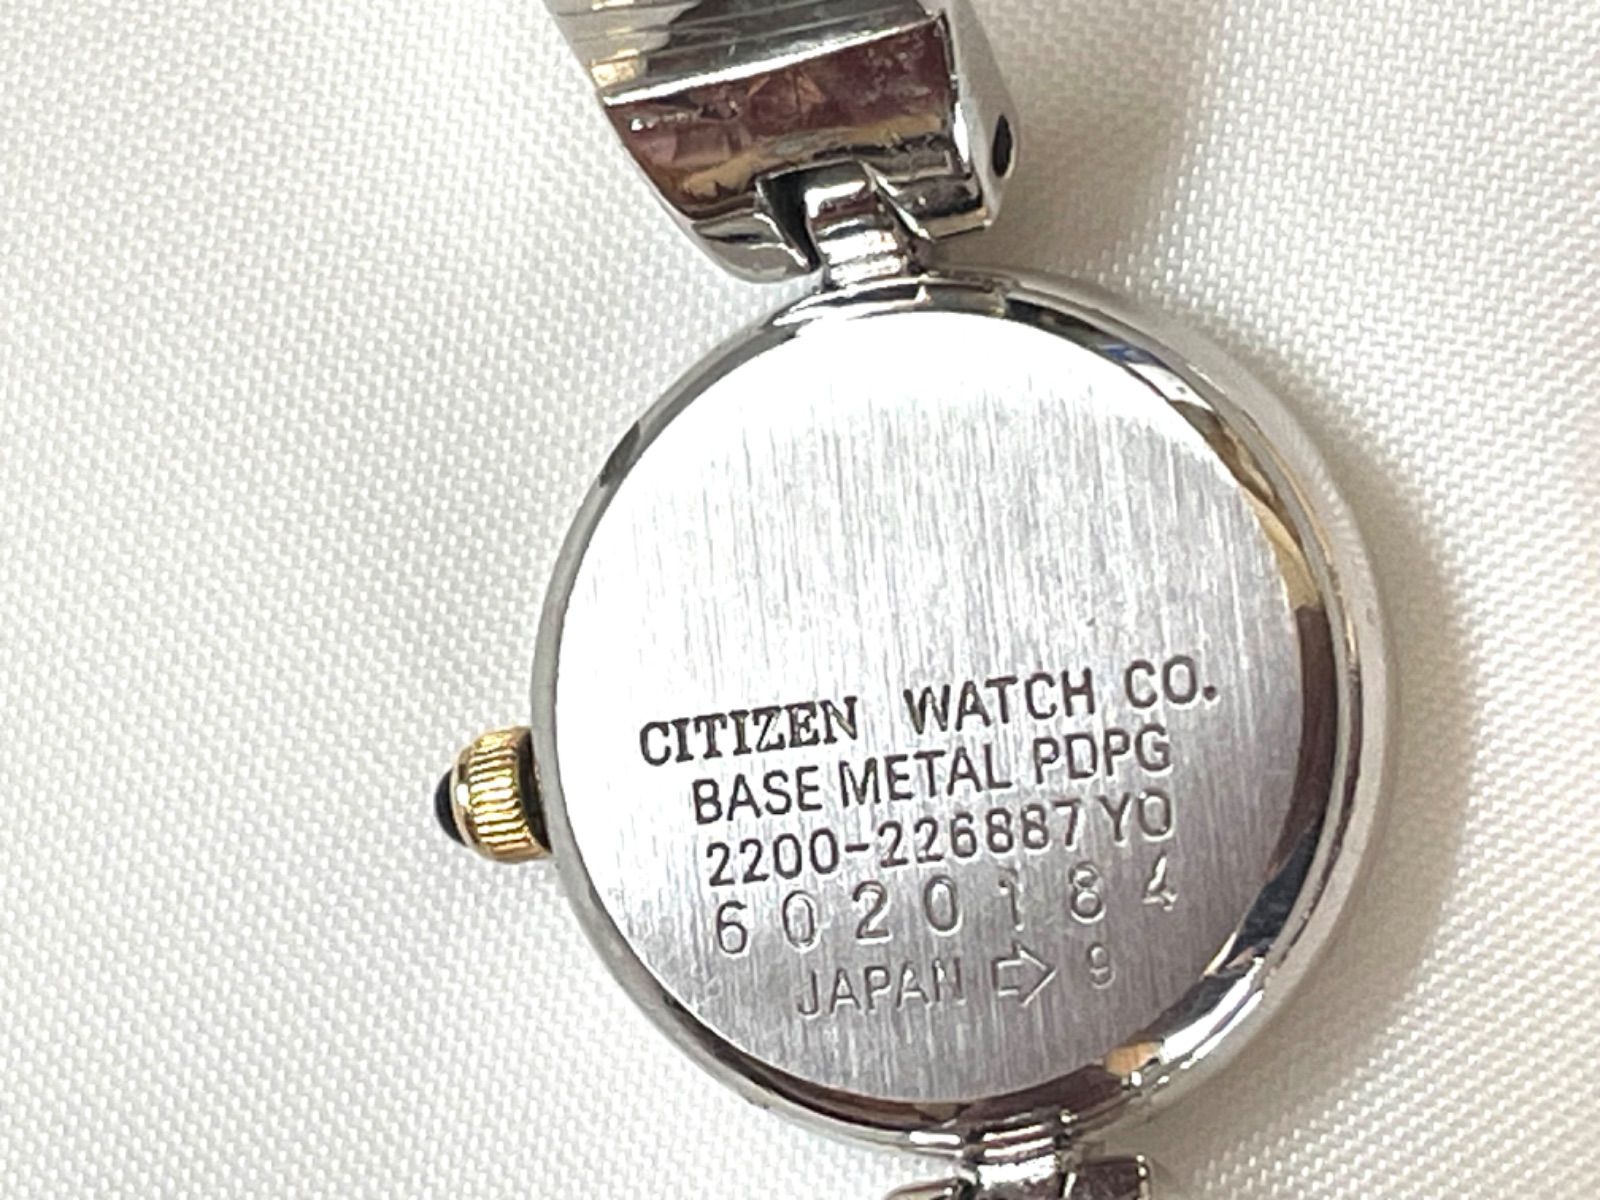 CITIZEN WATCH CO.
BASE METAL PDPG
2200-226887 YO
6020184
JAPAN ⇨ 9